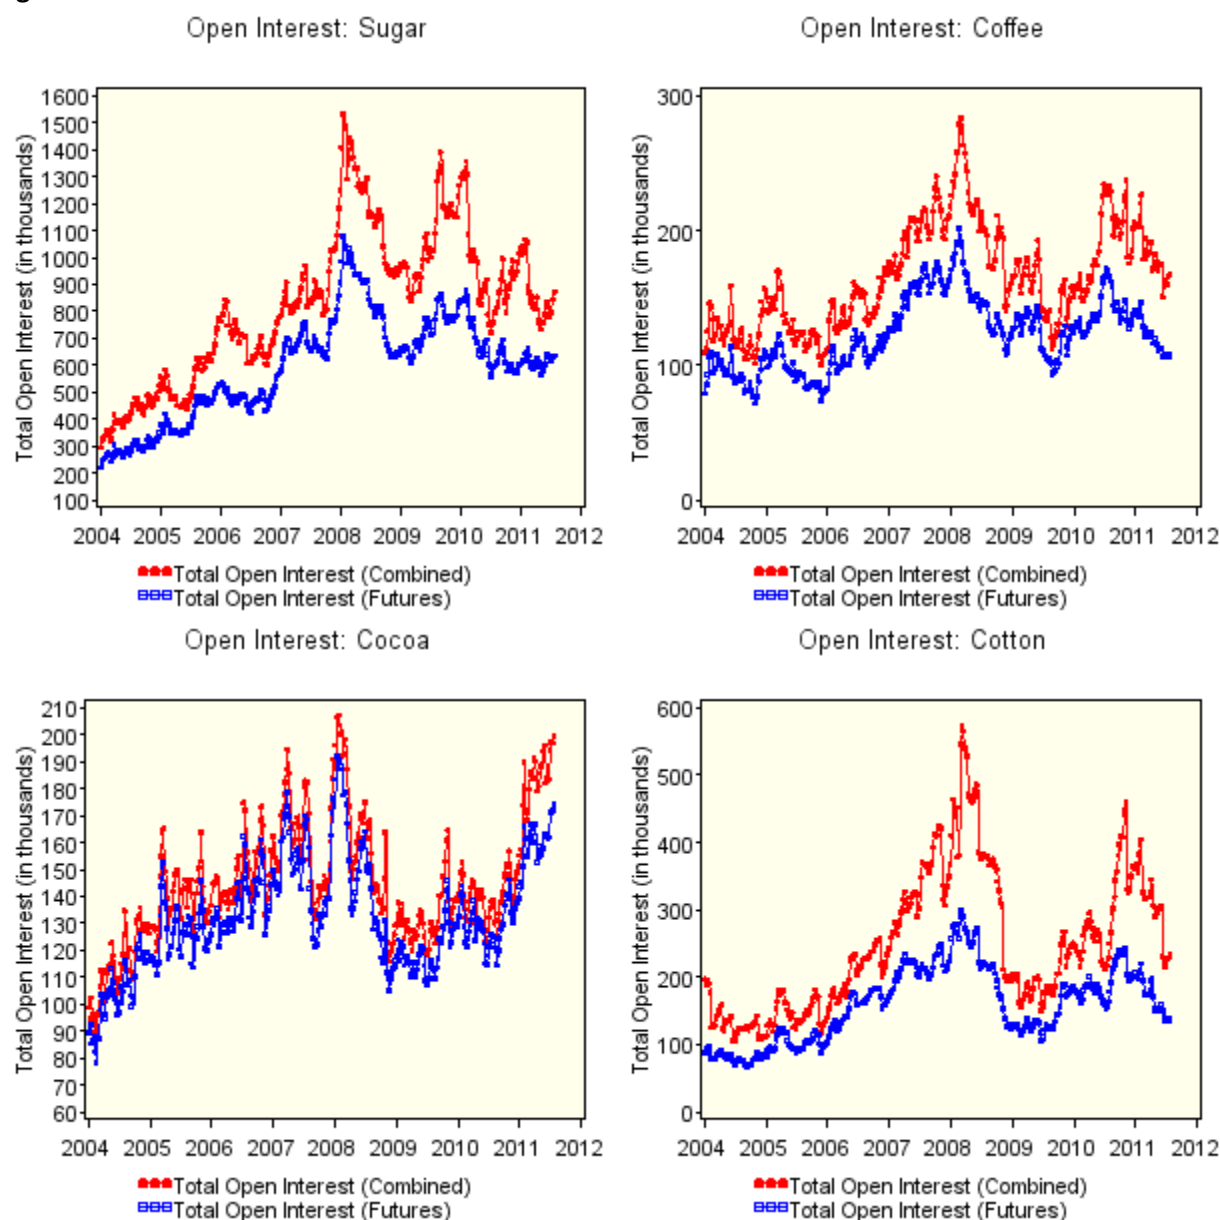 Open Interest: Sugar
Total Open Interest (in thousands)
1600
1500
1400
1300
1200
1100
1000
900
800
700
600
500
400
300
200
100
2004 2005 2006 2007 2008 2009 2010 2012
Total Open Interest (Combined)
Total Open Interest (Futures)
Open Interest: Coffee
Total Open Interest (in thousands)
300
200
100
0
2004 2005 2006 2007 2008 2009 2010 2011 2012
Total Open Interest (Combined)
Total Open Interest (Futures)
Open Interest: Cocoa
Total Open Interest (in thousands)
210
200
190
180
170
160
150
140
130
120
110
100
90
80
70
60
2004 2005 2006 2007 2008 2009 2010 2011 2012
Total Open Interest (Combined)
Total Open Interest (Futures)
Open Interest: Cotton
Total Open Interest (in thousands)
600
500
400
300
200
100
0
2004 2005 2006 2007 2008 2009 2010 2011 2012
Total Open Interest (Combined)
Total Open Interest (Futures)